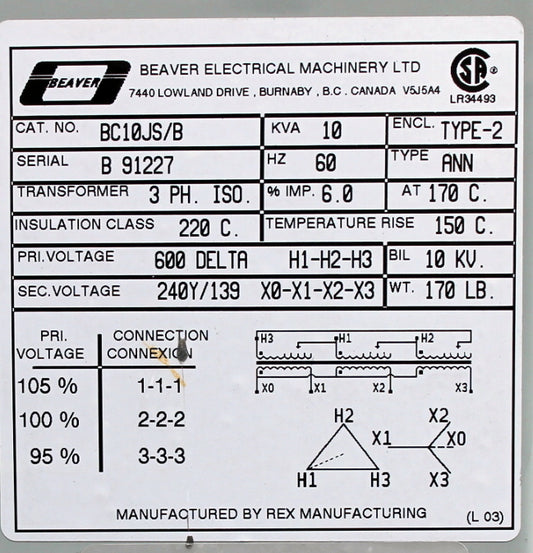 BEAVER
BEAVER ELECTRICAL MACHINERY LTD
7440 LOWLAND DRIVE , BURNABY , B.C. CANADA V5J5A4
LR34493
CAT. NO. BC10JS/B KVA 10 ENCL. TYPE-2
SERIAL B 91227 HZ 60 TYPE ANN
TRANSFORMER 3 PH. ISO. % IMP. 6.0 AT 170 C.
INSULATION CLASS 220 C. TEMPERATURE RISE 150 C.
PRI.VOLTAGE 600 DELTA H1-H2-H3 BIL 10 KV.
SEC.VOLTAGE 240Y/139 X0-X1-X2-X3 WT. 170 LB.
PRI. CONNECTION
VOLTAGE CONNEXION
105 % 1-1-1
100 % 2-2-2
95 % 3-3-3
H3 H1 H2
X0 X1 X2 X3
H2 X2
X1 X0
H1 H3 X3
MANUFACTURED BY REX MANUFACTURING (L 03)